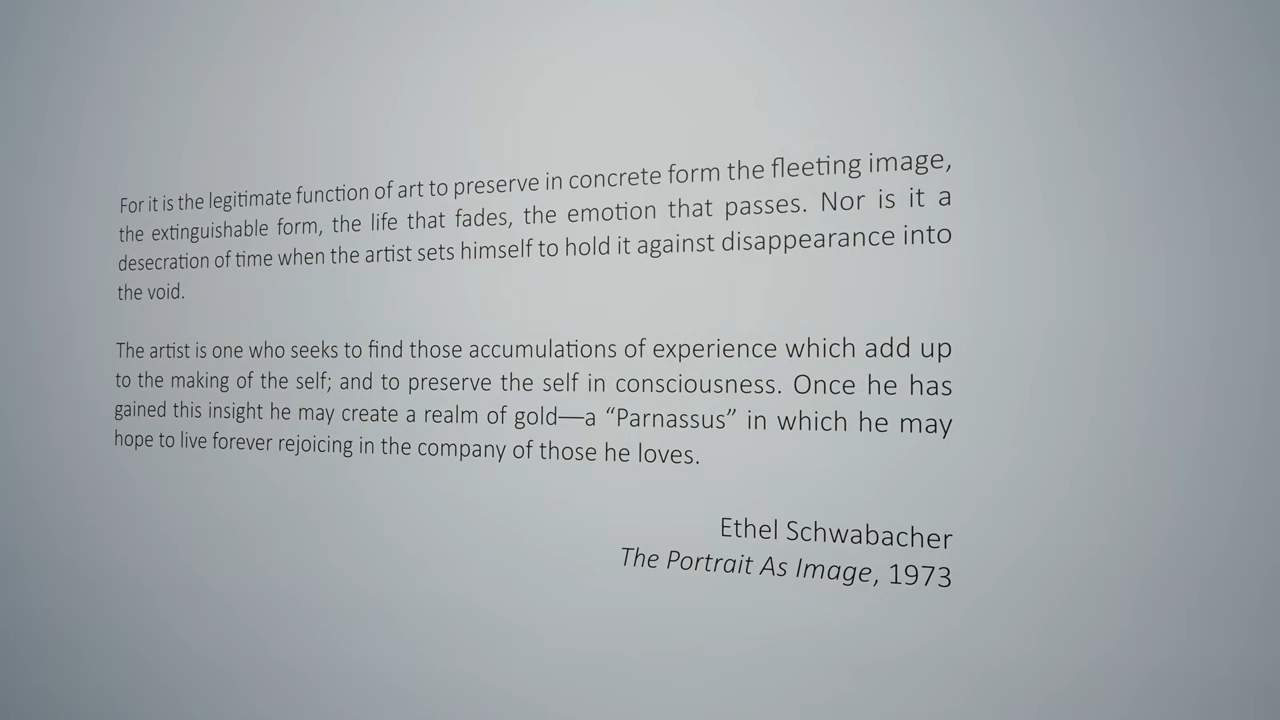 For it is the legitimate function of art to preserve in concrete form the fleeting image,
the extinguishable form, the life that fades, the emotion that passes. Nor is it a
desecration of time when the artist sets himself to hold it against disappearance into
the void.
The artist is one who seeks to find those accumulations of experience which add up
to the making of the self; and to preserve the self in consciousness. Once he has
gained this insight he may create a realm of gold—a “Parnassus” in which he may
hope to live forever rejoicing in the company of those he loves.
Ethel Schwabacher
The Portrait As Image, 1973